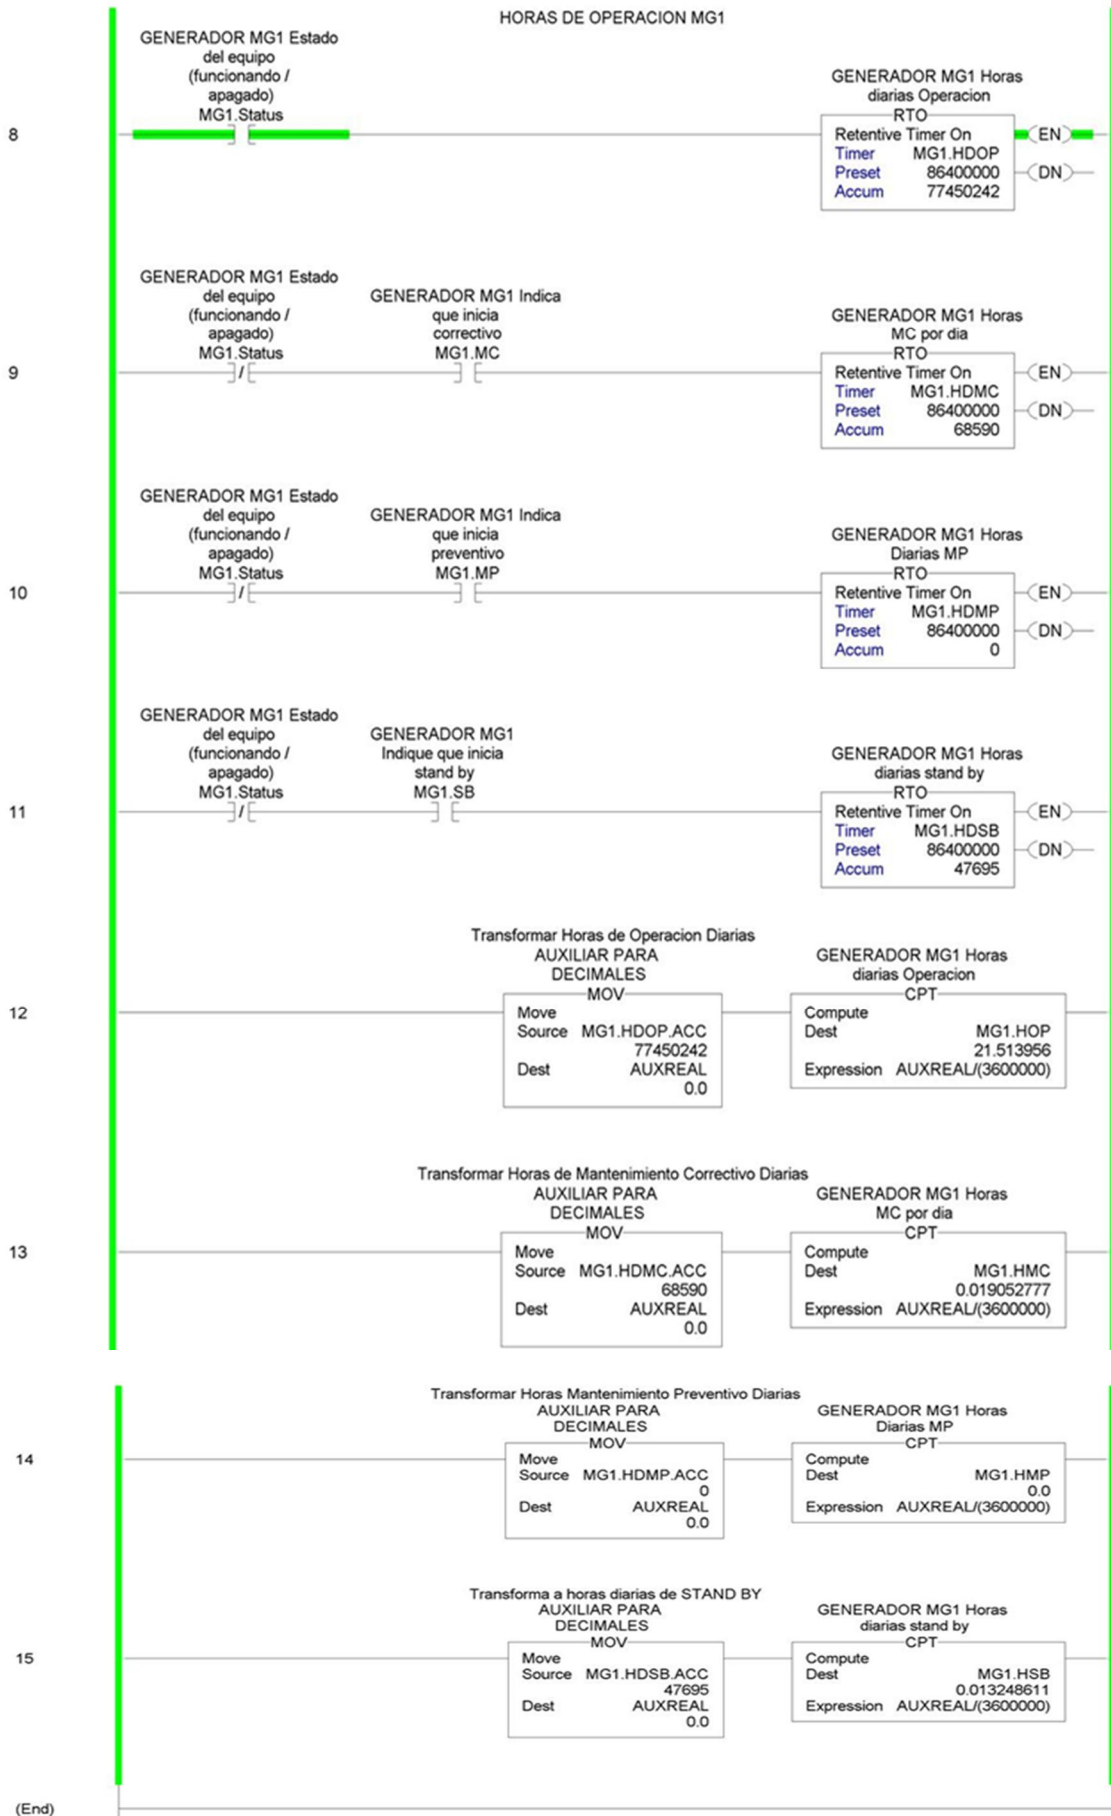 HORAS DE OPERACION MG1
GENERADOR MG1 Estado
del equipo
(funcionando /
apagado)
MG1.Status
GENERADOR MG1 Horas
diarias Operacion
RTO
8
Retentive Timer On
EN
Timer MG1.HDOP
Preset 86400000
DN
Accum 77450242
GENERADOR MG1 Estado
del equipo
(funcionando /
apagado)
MG1.Status
GENERADOR MG1 Indica
que inicia
correctivo
MG1.MC
GENERADOR MG1 Horas
MC por dia
RTO
9
/
Retentive Timer On
EN
Timer MG1.HDMC
Preset 86400000
DN
Accum 68590
GENERADOR MG1 Estado
del equipo
(funcionando /
apagado)
MG1.Status
GENERADOR MG1 Indica
que inicia
preventivo
MG1.MP
GENERADOR MG1 Horas
Diarias MP
RTO
10
/
Retentive Timer On
EN
Timer MG1.HDMP
Preset 86400000
DN
Accum 0
GENERADOR MG1 Estado
del equipo
(funcionando /
apagado)
MG1.Status
GENERADOR MG1
Indique que inicia
stand by
MG1.SB
GENERADOR MG1 Horas
diarias stand by
RTO
11
/
Retentive Timer On
EN
Timer MG1.HDSB
Preset 86400000
DN
Accum 47695
Transformar Horas de Operacion Diarias
AUXILIAR PARA
DECIMALES
MOV
12
Move
Source MG1.HDOP.ACC
77450242
Dest AUXREAL
0.0
GENERADOR MG1 Horas
diarias Operacion
CPT
Compute
Dest MG1.HOP
21.513956
Expression AUXREAL/(3600000)
Transformar Horas de Mantenimiento Correctivo Diarias
AUXILIAR PARA
DECIMALES
MOV
13
Move
Source MG1.HDMC.ACC
68590
Dest AUXREAL
0.0
GENERADOR MG1 Horas
MC por dia
CPT
Compute
Dest MG1.HMC
0.019052777
Expression AUXREAL/(3600000)
Transformar Horas Mantenimiento Preventivo Diarias
AUXILIAR PARA
DECIMALES
MOV
14
Move
Source MG1.HDMP.ACC
0
Dest AUXREAL
0.0
GENERADOR MG1 Horas
Diarias MP
CPT
Compute
Dest MG1.HMP
0.0
Expression AUXREAL/(3600000)
Transforma a horas diarias de STAND BY
AUXILIAR PARA
DECIMALES
MOV
15
Move
Source MG1.HDSB.ACC
47695
Dest AUXREAL
0.0
GENERADOR MG1 Horas
diarias stand by
CPT
Compute
Dest MG1.HSB
0.013248611
Expression AUXREAL/(3600000)
(End)